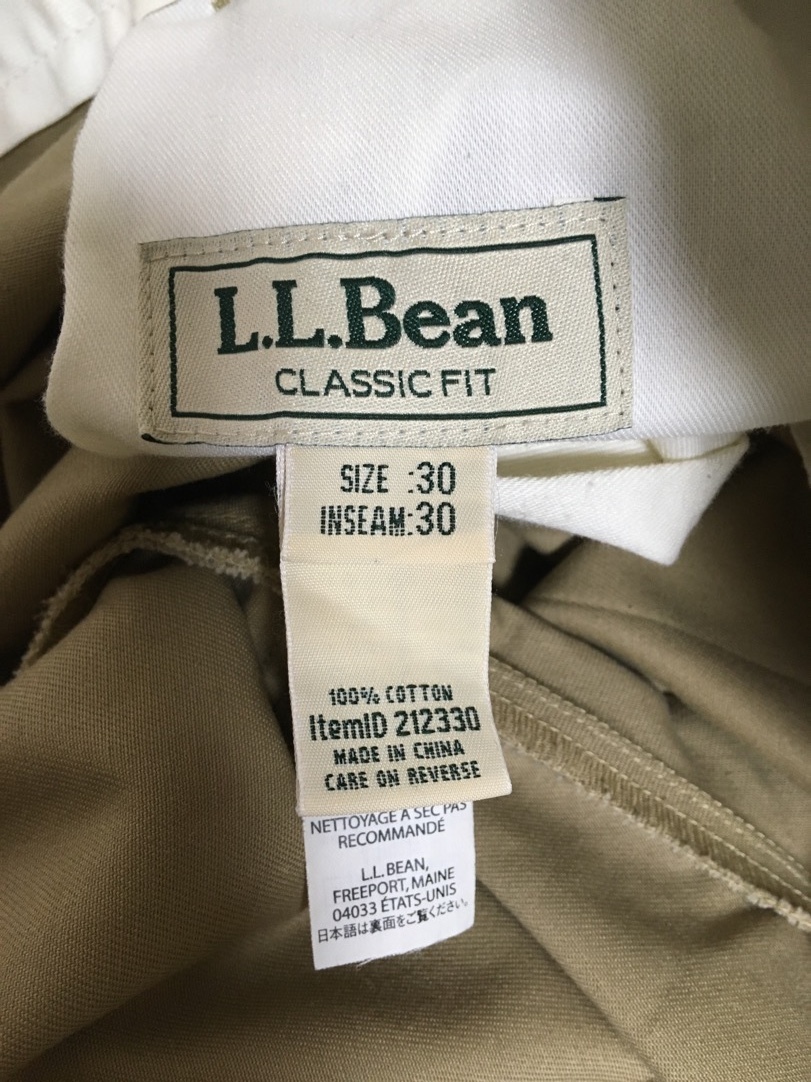 L.L.Bean
CLASSIC FIT
SIZE :30
INSEAM:30
100% COTTON
ItemID 212330
MADE IN CHINA
CARE ON REVERSE
NETTOYAGE À SEC PAS
RECOMMANDÉ
L.L.BEAN,
FREEPORT, MAINE
04033 ÉTATS-UNIS
日本語は裏面をご覧ください。